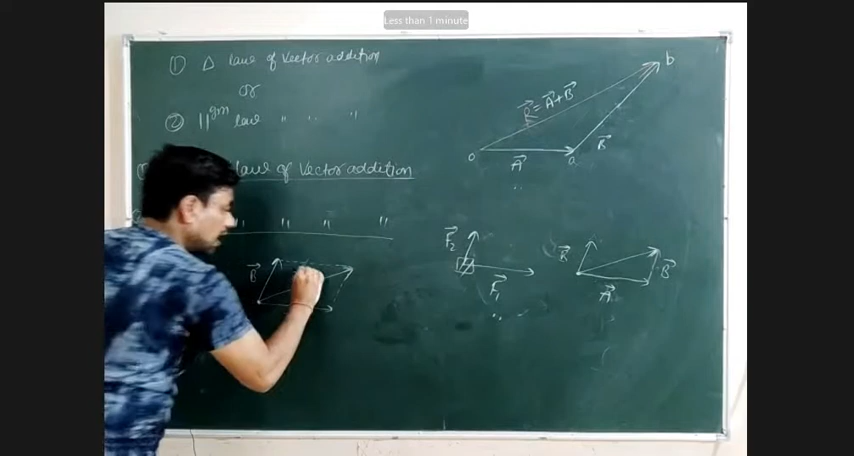 Less than 1 minute
① Δ law of vector addition
or
② ||gm law " " "
law of vector addition
" " " "
B⃗
o
A⃗
a
B⃗
b
R⃗ = A⃗+B⃗
F⃗₂
F⃗₁
B⃗
A⃗
B⃗